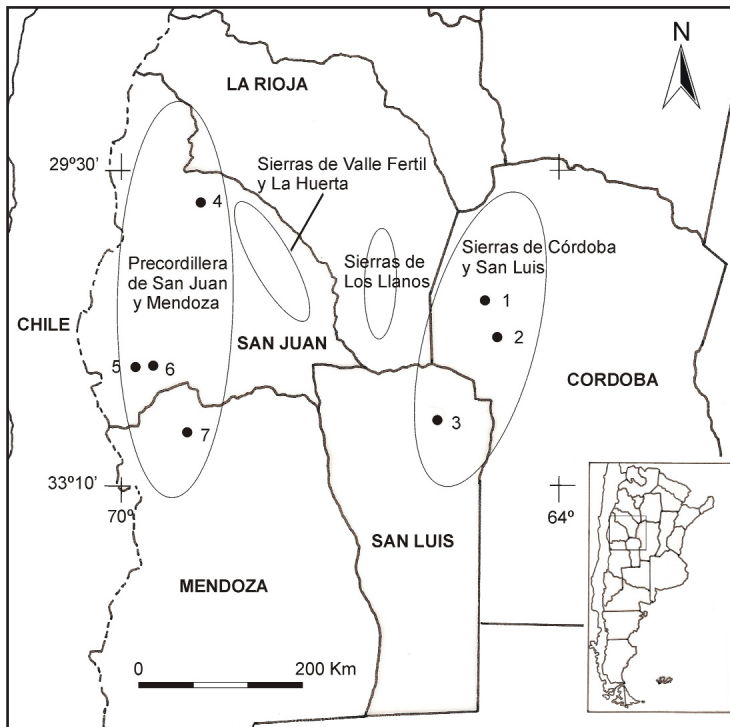 N
LA RIOJA
29º30'
Sierras de Valle Fertil
y La Huerta
4
Precordillera
de San Juan
y Mendoza
Sierras de
Los Llanos
Sierras de Córdoba
y San Luis
1
2
CHILE
SAN JUAN
5
6
CORDOBA
3
7
33º10'
70º
64º
SAN LUIS
MENDOZA
0
200 Km